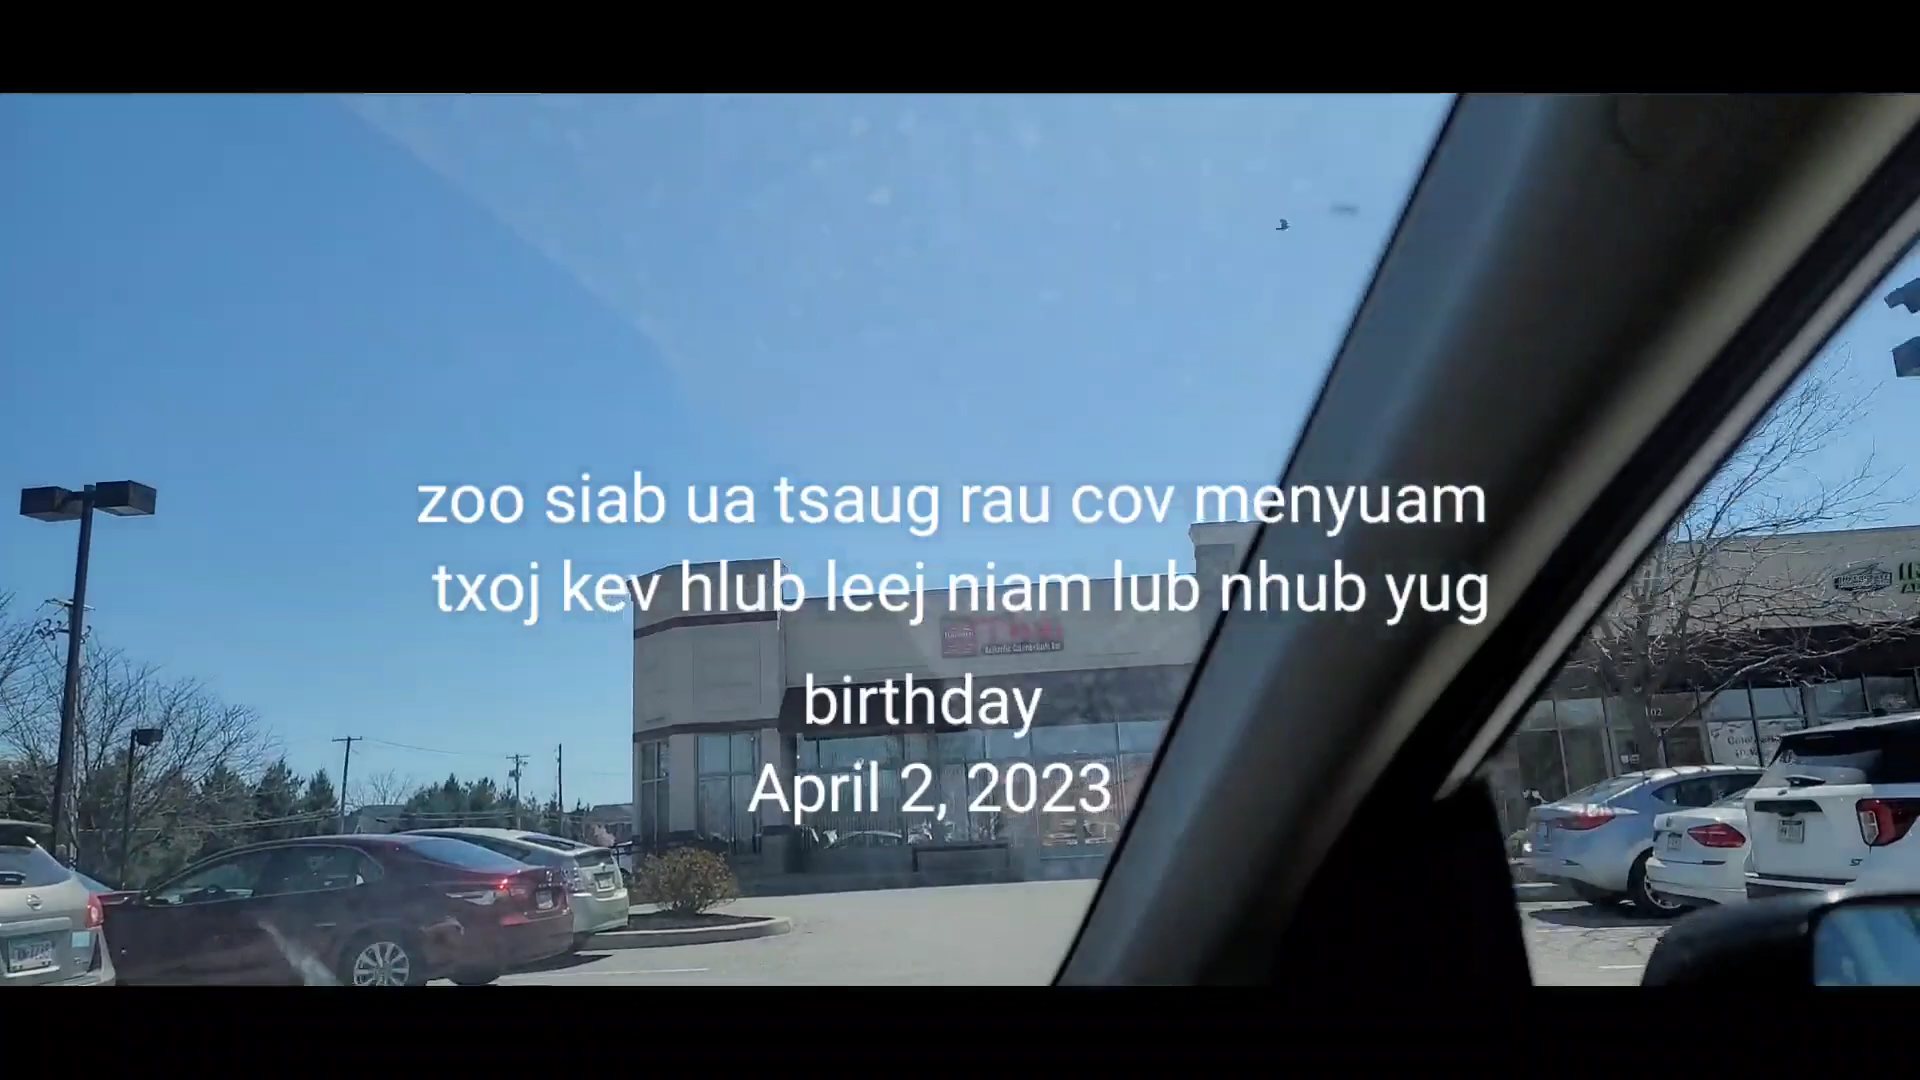 zoo siab ua tsaug rau cov menyuam
txoj kev hlub leej niam lub nhub yug
birthday
April 2, 2023